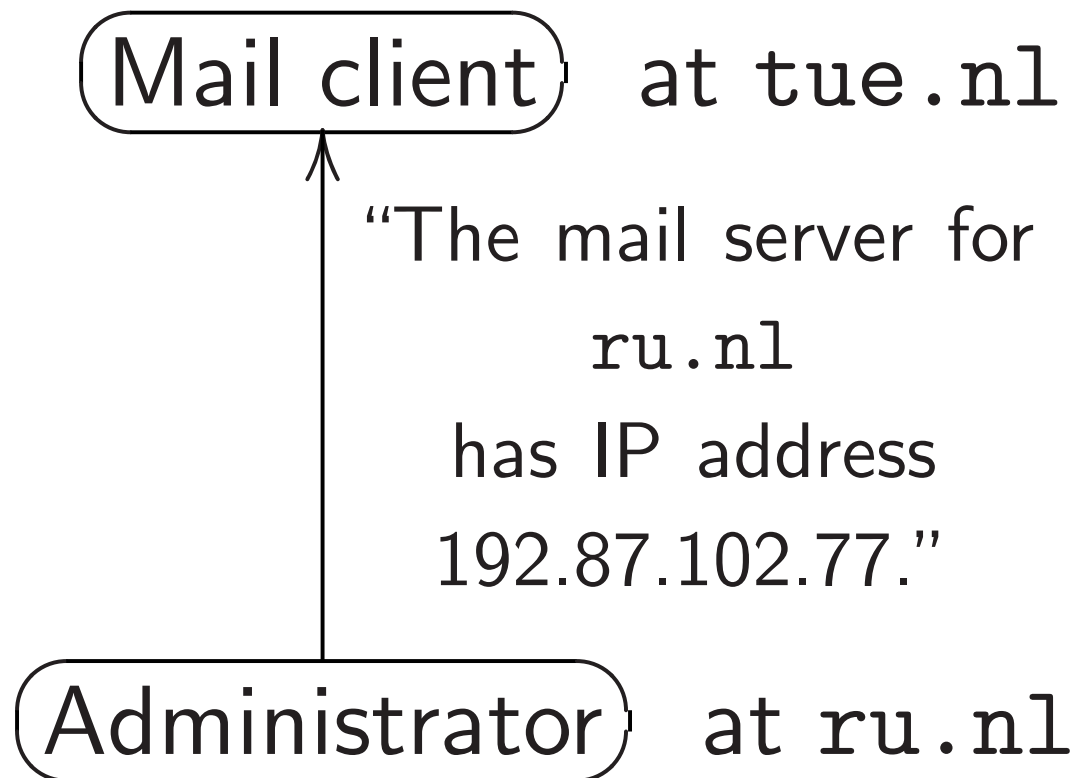 Mail client at tue.nl
“The mail server for
ru.nl
has IP address
192.87.102.77.”
Administrator at ru.nl